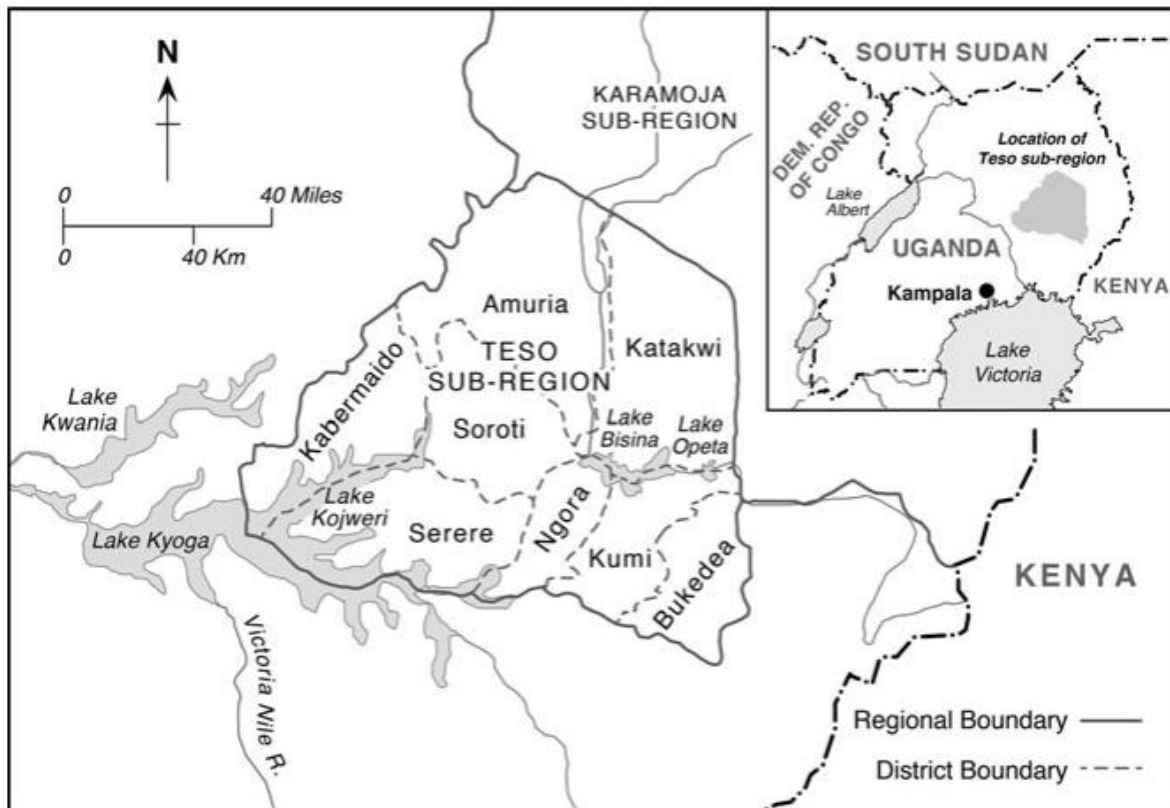 N
0
40 Miles
0
40 Km
KARAMOJA
SUB-REGION
Amuria
TESO
SUB-REGION
Katakwi
Kabermaido
Soroti
Lake
Kwania
Lake
Bisina
Lake
Opeta
Lake
Kojweri
Lake Kyoga
Serere
Ngora
Kumi
Bukedea
Victoria Nile R.
KENYA
Regional Boundary
District Boundary
SOUTH SUDAN
DEM. REP.
OF CONGO
Location of
Teso sub-region
Lake
Albert
UGANDA
Kampala
KENYA
Lake
Victoria